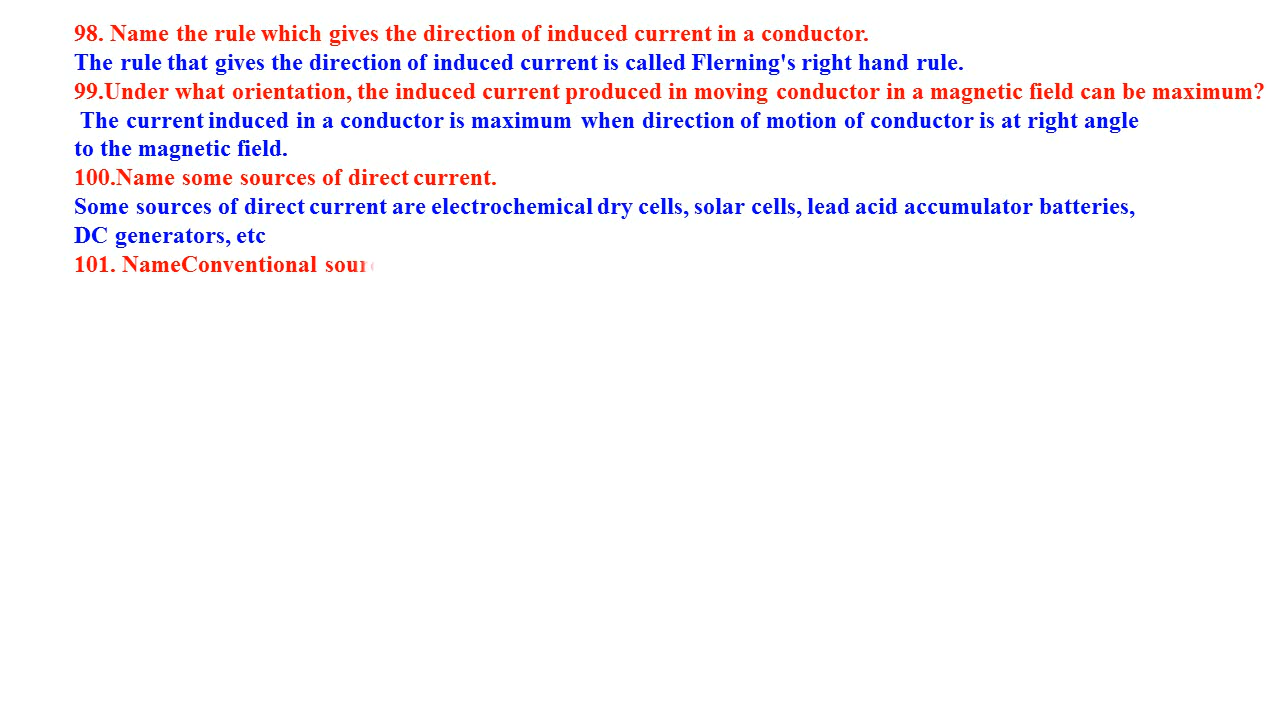 98. Name the rule which gives the direction of induced current in a conductor.
The rule that gives the direction of induced current is called Flerning's right hand rule.
99.Under what orientation, the induced current produced in moving conductor in a magnetic field can be maximum?
The current induced in a conductor is maximum when direction of motion of conductor is at right angle
to the magnetic field.
100.Name some sources of direct current.
Some sources of direct current are electrochemical dry cells, solar cells, lead acid accumulator batteries,
DC generators, etc
101. NameConventional